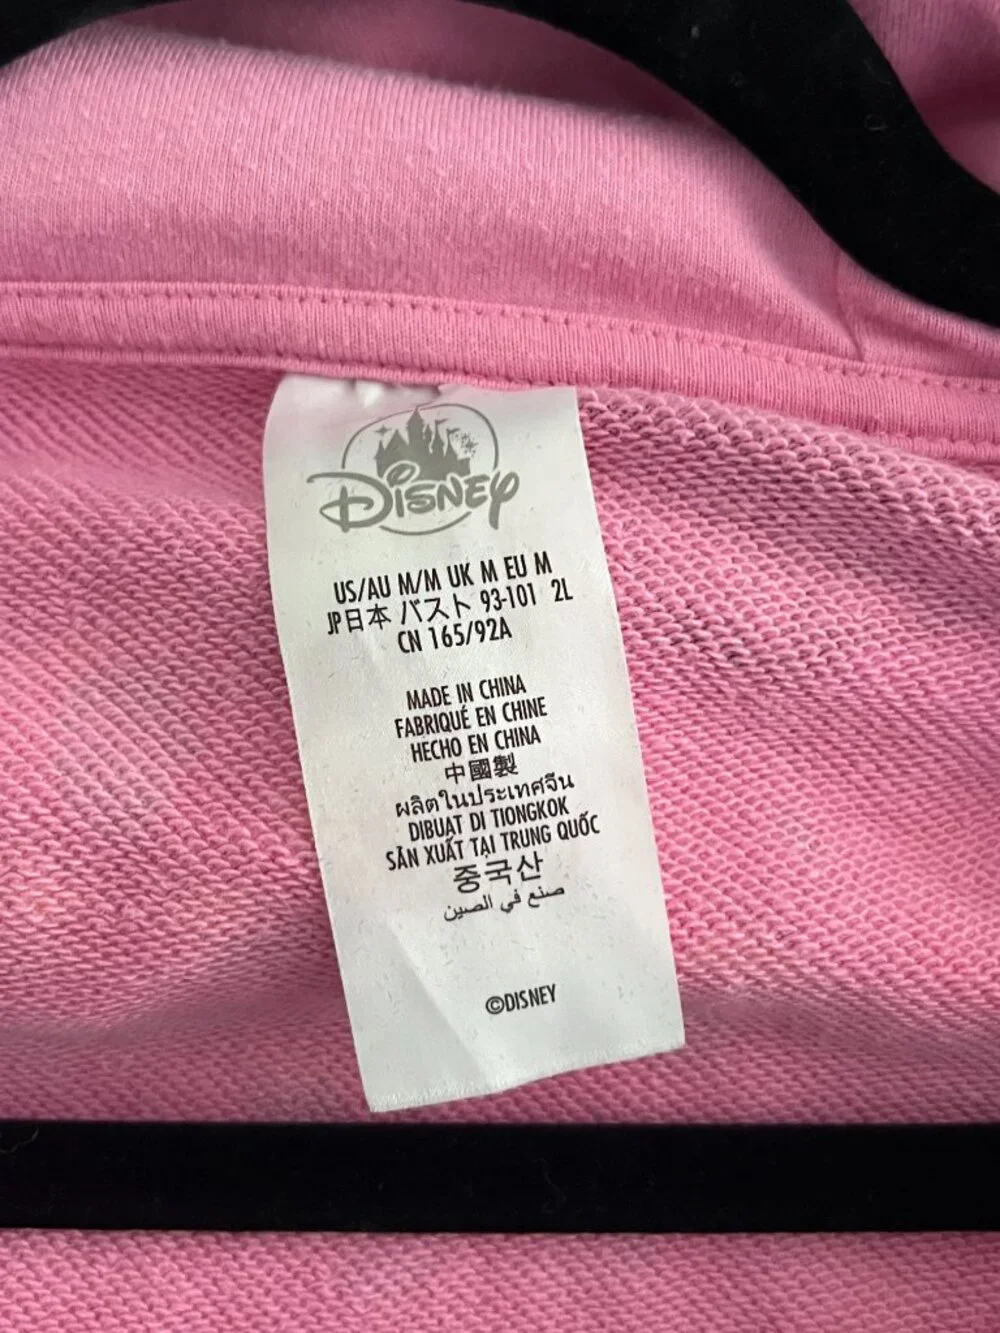 Disney
US/AU M/M UK M EU M
JP日本 バスト 93-101 2L
CN 165/92A
MADE IN CHINA
FABRIQUÉ EN CHINE
HECHO EN CHINA
中國製
ผลิตในประเทศจีน
DIBUAT DI TIONGKOK
SẢN XUẤT TẠI TRUNG QUỐC
중국산
صنع في الصين
©DISNEY